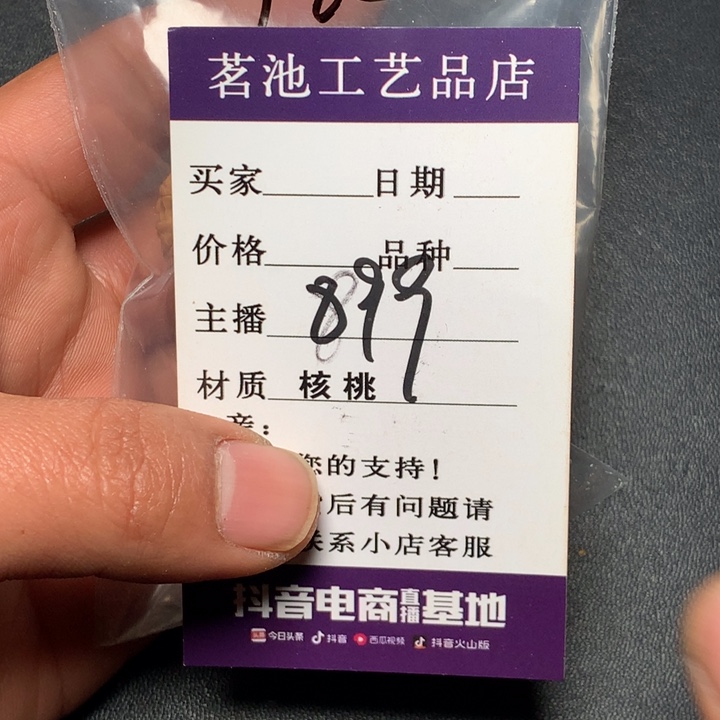 茗池工艺品店
买家 日期
价格 品种
899
主播
材质 核桃
亲:
您的支持!
后有问题请
联系小店客服
抖音电商直播基地
头条 今日头条 抖音 西瓜视频 抖音火山版